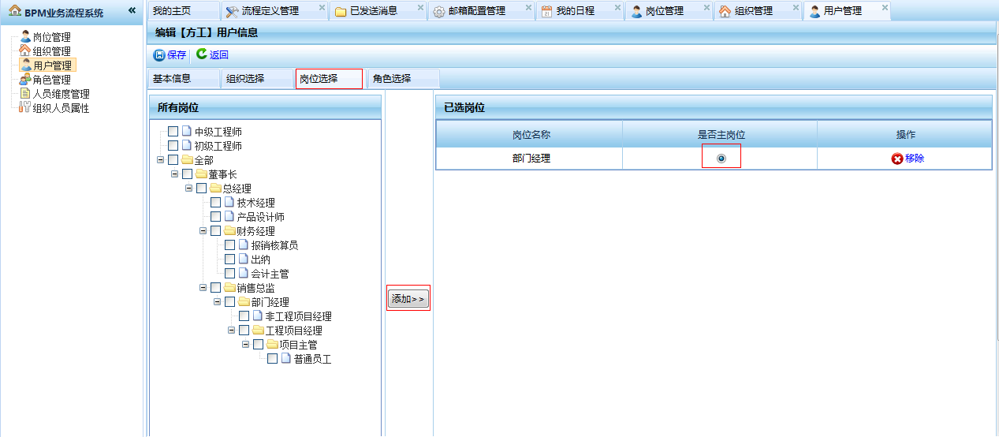 BPM业务流程系统 «
岗位管理
组织管理
用户管理
角色管理
人员维度管理
组织人员属性
我的主页 流程定义管理 已发送消息 邮箱配置管理 我的日程 岗位管理 组织管理 用户管理
编辑【方工】用户信息
保存 返回
基本信息 组织选择 岗位选择 角色选择
所有岗位
中级工程师
初级工程师
全部
董事长
总经理
技术经理
产品设计师
财务经理
报销核算员
出纳
会计主管
销售总监
部门经理
非工程项目经理
工程项目经理
项目主管
普通员工
添加>>
已选岗位
岗位名称 是否主岗位 操作
部门经理 移除